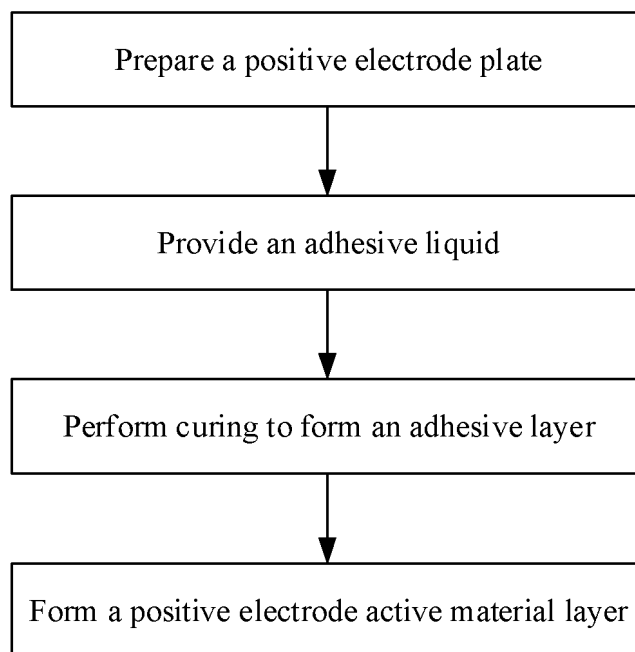 Prepare a positive electrode plate
Provide an adhesive liquid
Perform curing to form an adhesive layer
Form a positive electrode active material layer